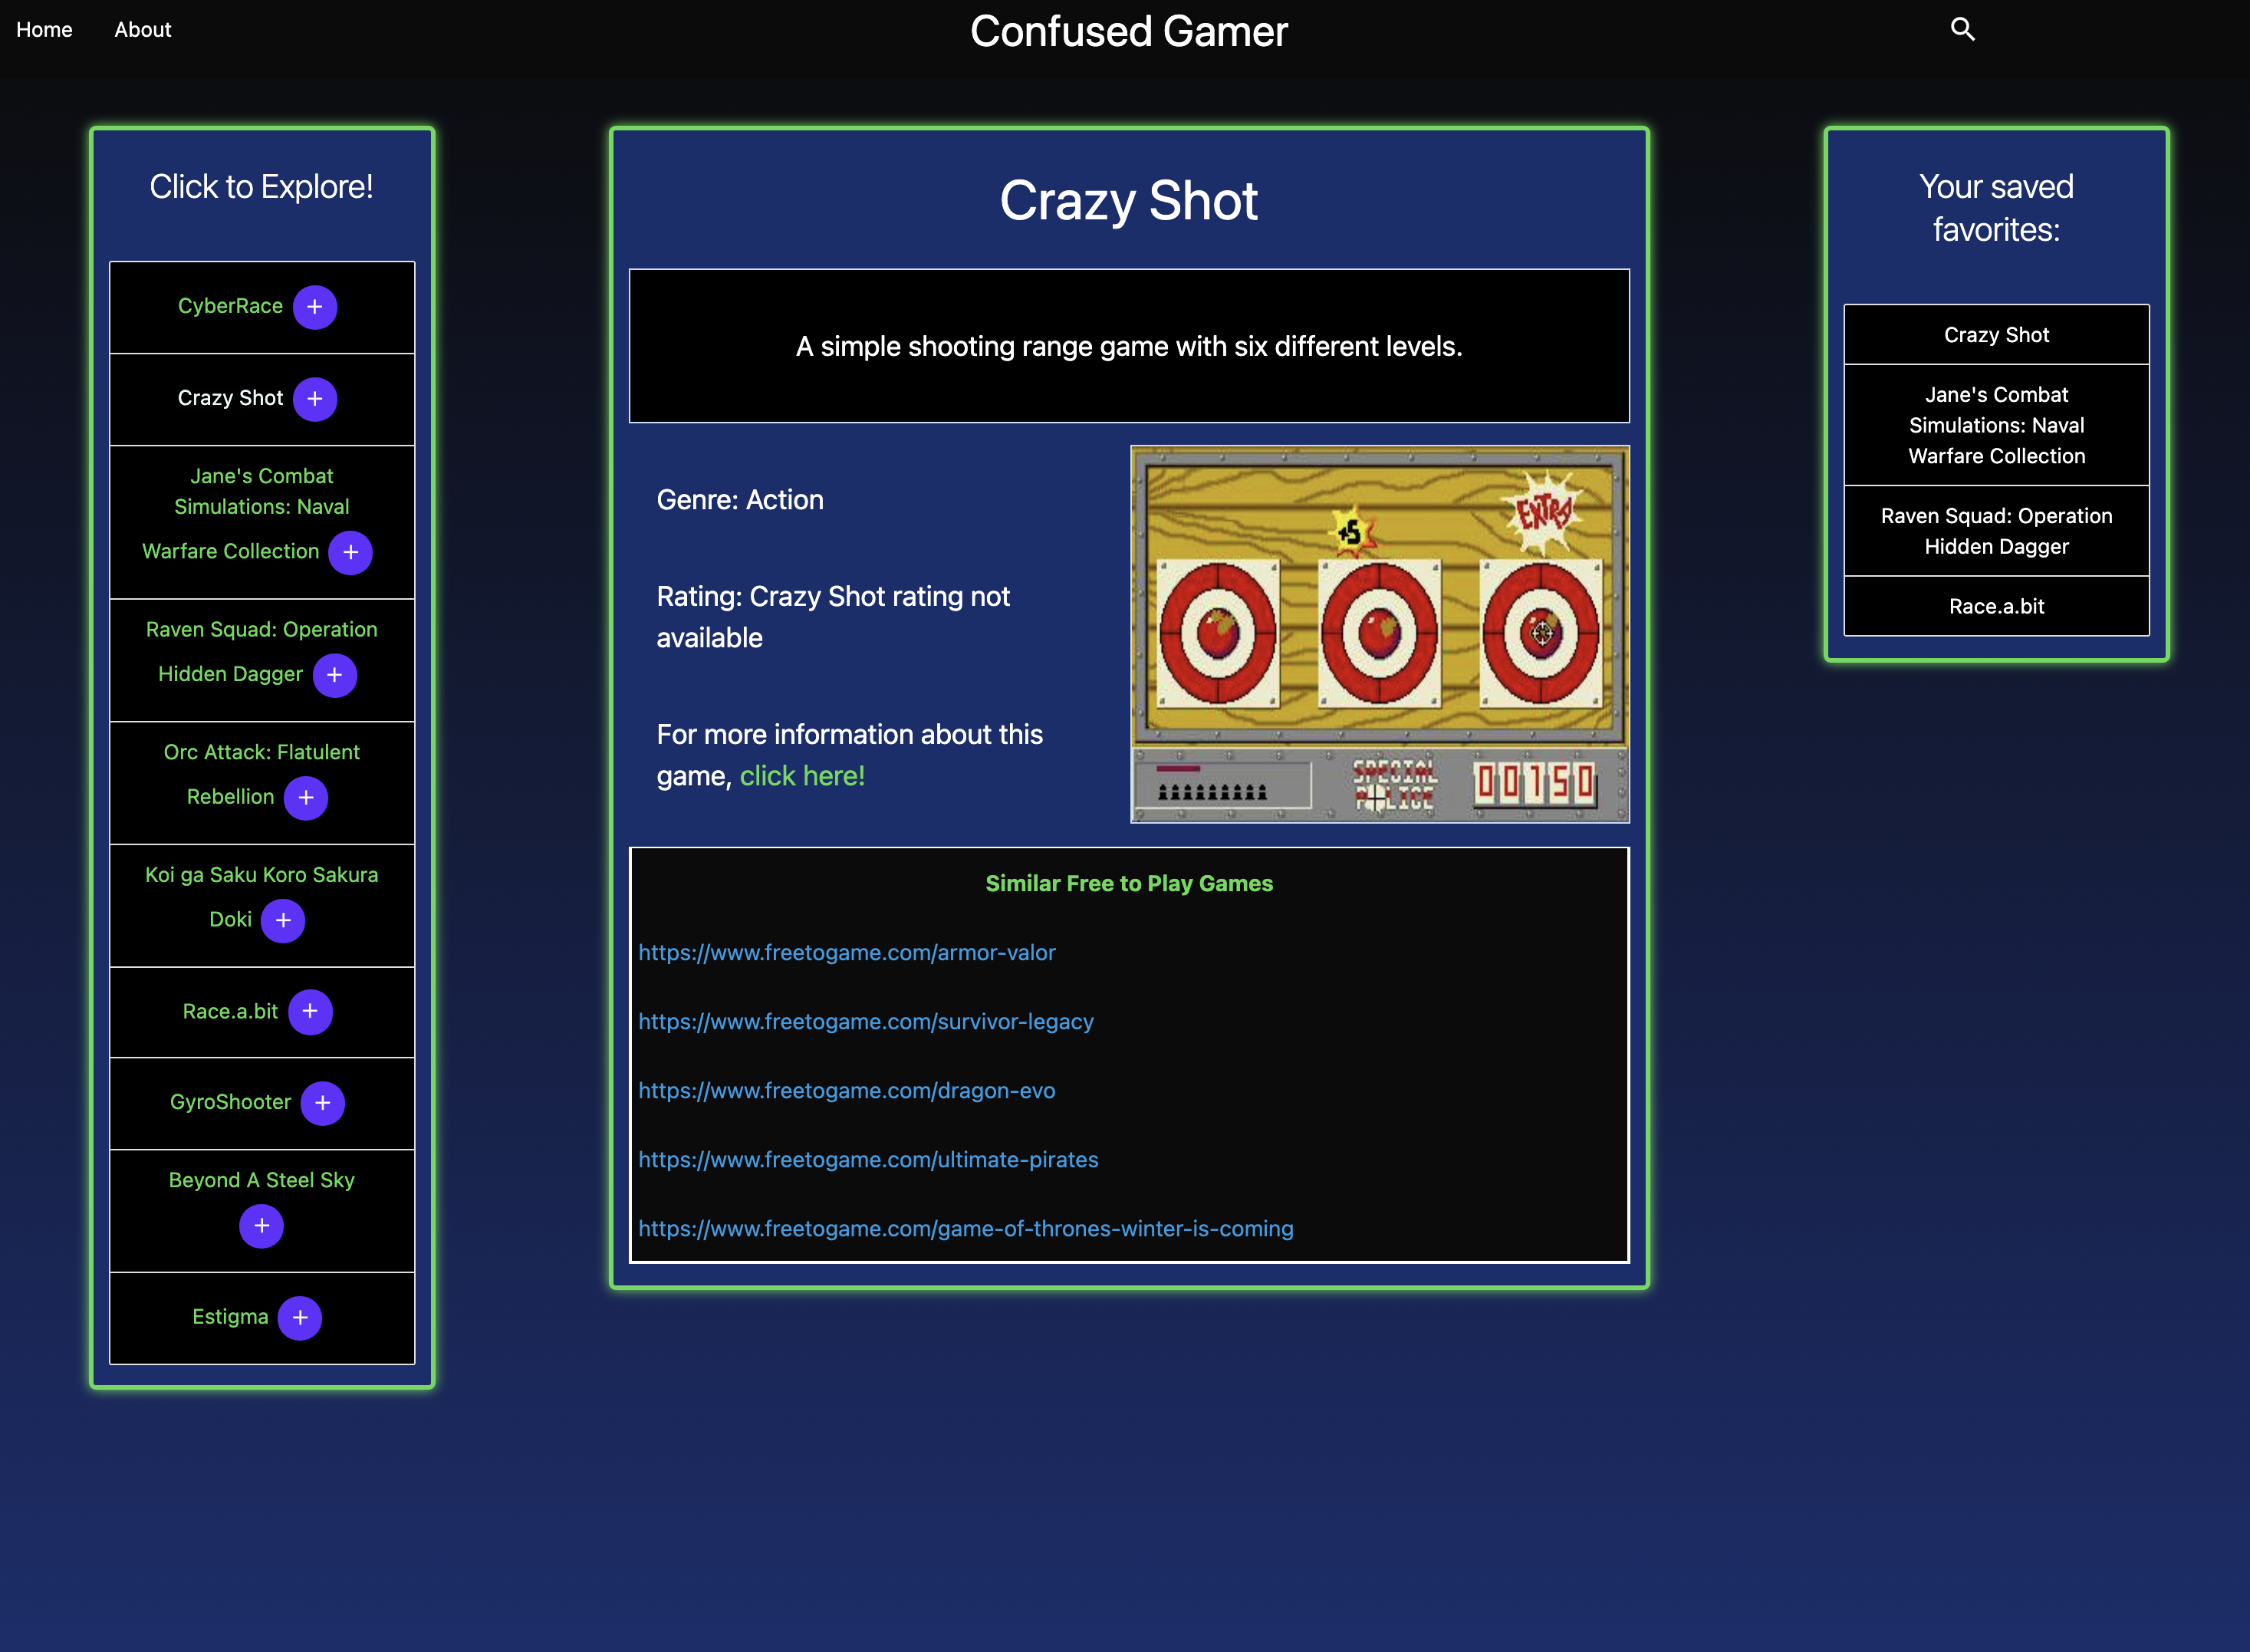 Home
About
Confused Gamer
Click to Explore!
CyberRace +
Crazy Shot +
Jane's Combat
Simulations: Naval
Warfare Collection +
Raven Squad: Operation
Hidden Dagger +
Orc Attack: Flatulent
Rebellion +
Koi ga Saku Koro Sakura
Doki +
Race.a.bit +
GyroShooter +
Beyond A Steel Sky
+
Estigma +
Crazy Shot
A simple shooting range game with six different levels.
Genre: Action
Rating: Crazy Shot rating not
available
For more information about this
game, click here!
+5
EXTRA
SPECIAL
POLICE
00150
Similar Free to Play Games
https://www.freetogame.com/armor-valor
https://www.freetogame.com/survivor-legacy
https://www.freetogame.com/dragon-evo
https://www.freetogame.com/ultimate-pirates
https://www.freetogame.com/game-of-thrones-winter-is-coming
Your saved
favorites:
Crazy Shot
Jane's Combat
Simulations: Naval
Warfare Collection
Raven Squad: Operation
Hidden Dagger
Race.a.bit